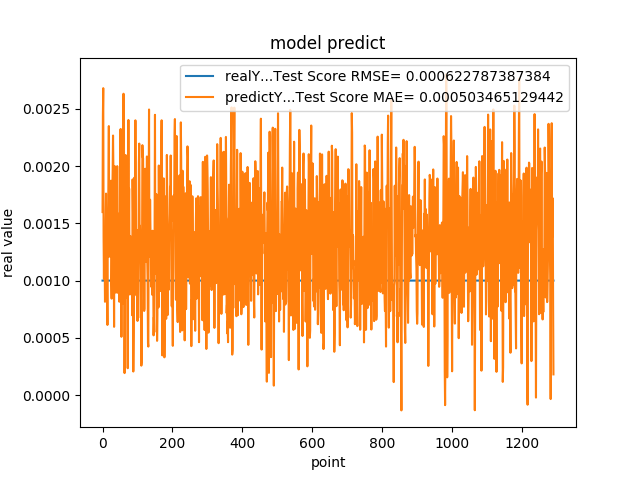 model predict
realY...Test Score RMSE= 0.000622787387384
predictY...Test Score MAE= 0.000503465129442
real value
0.0025
0.0020
0.0015
0.0010
0.0005
0.0000
0 200 400 600 800 1000 1200
point